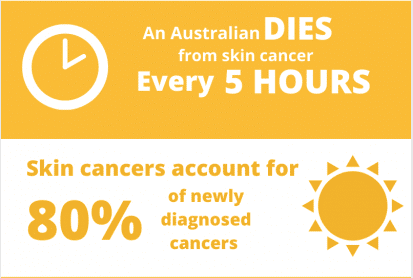 An Australian DIES
from skin cancer
Every 5 HOURS
Skin cancers account for
80%
of newly
diagnosed
cancers